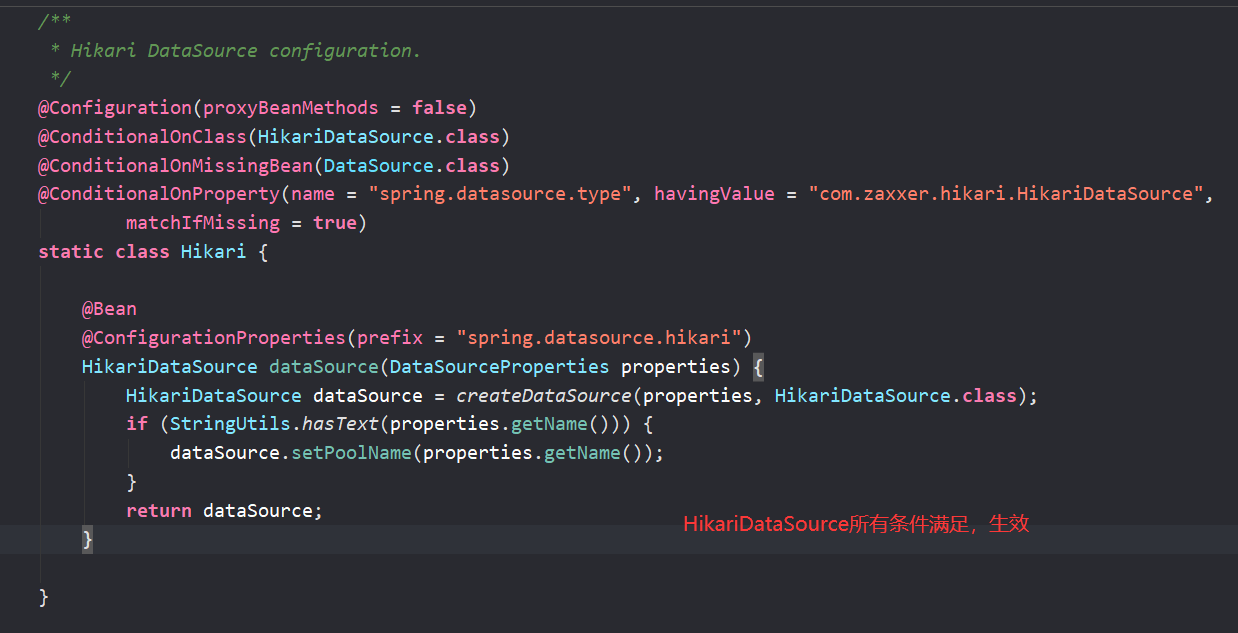 /**
 * Hikari DataSource configuration.
 */
@Configuration(proxyBeanMethods = false)
@ConditionalOnClass(HikariDataSource.class)
@ConditionalOnMissingBean(DataSource.class)
@ConditionalOnProperty(name = "spring.datasource.type", havingValue = "com.zaxxer.hikari.HikariDataSource",
        matchIfMissing = true)
static class Hikari {
    @Bean
    @ConfigurationProperties(prefix = "spring.datasource.hikari")
    HikariDataSource dataSource(DataSourceProperties properties) {
        HikariDataSource dataSource = createDataSource(properties, HikariDataSource.class);
        if (StringUtils.hasText(properties.getName())) {
            dataSource.setPoolName(properties.getName());
        }
        return dataSource;
HikariDataSource所有条件满足，生效
    }
}